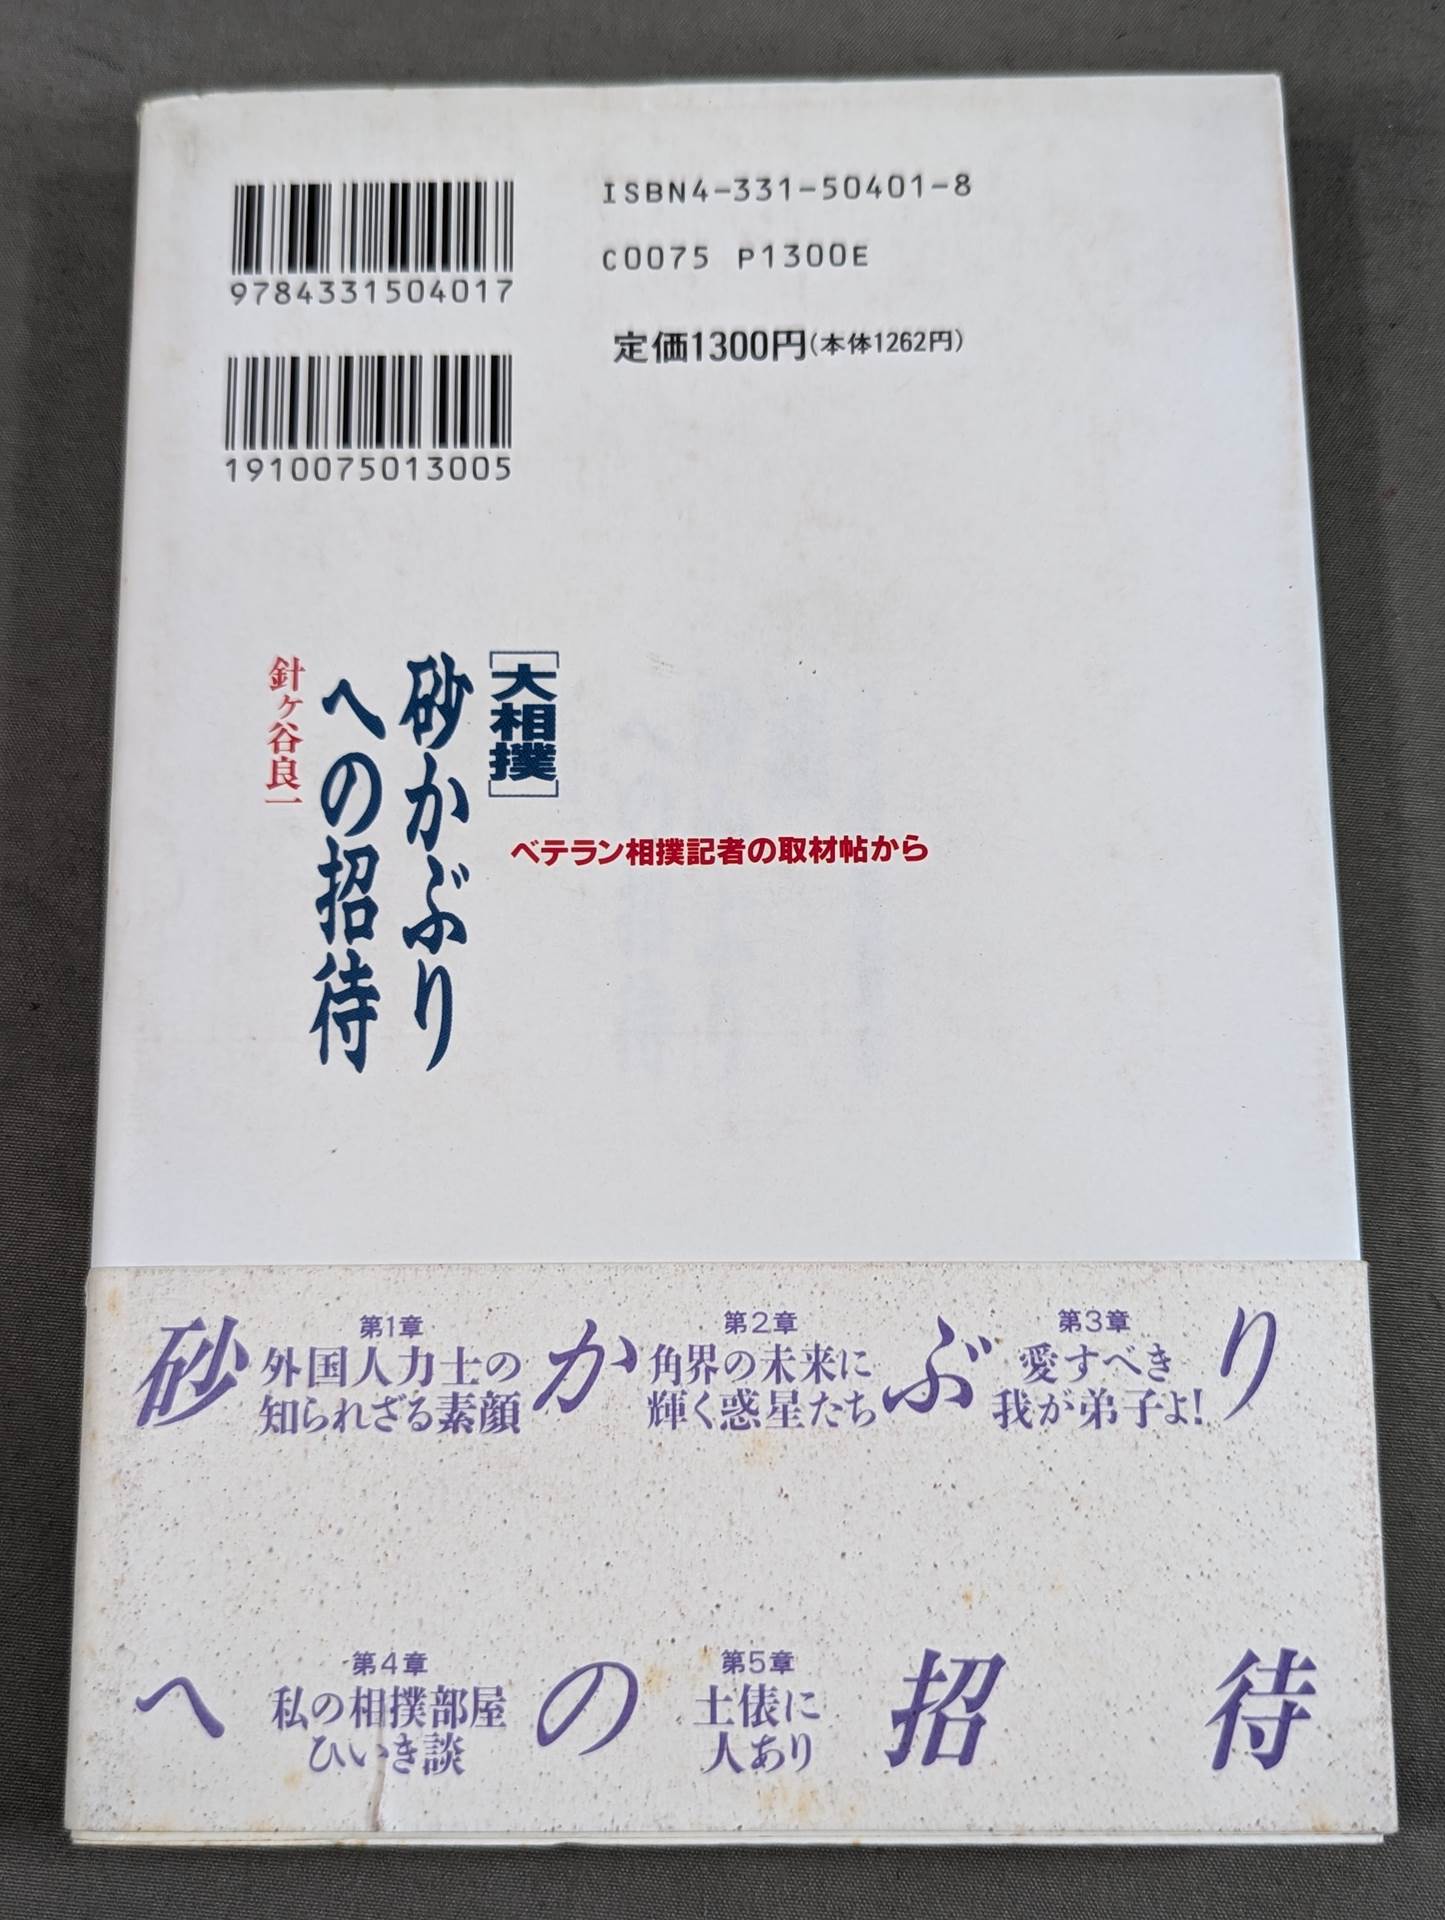 9784331504017
ISBN4-331-50401-8
C0075 P1300E
定価1300円(本体1262円)
1910075013005
[大相撲]
砂かぶり
への招待
針ヶ谷良一
ベテラン相撲記者の取材帖から
砂かぶり
第1章
外国人力士の
知られざる素顔
第2章
角界の未来に
輝く惑星たち
第3章
愛すべき
我が弟子よ!
への招待
第4章
私の相撲部屋
ひいき談
第5章
土俵に
人あり